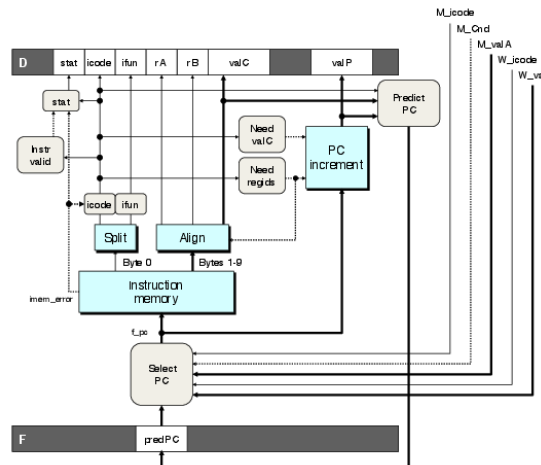 M_icode
M_Cnd
M_valA
W_icode
W_va
D stat icode ifun rA rB valC valP
stat
Predict
PC
Instr
valid
Need
valC
Need
regids
PC
increment
icode ifun
Split
Align
Byte 0
Bytes 1-9
Instruction
memory
imem_error
f_pc
Select
PC
F predPC